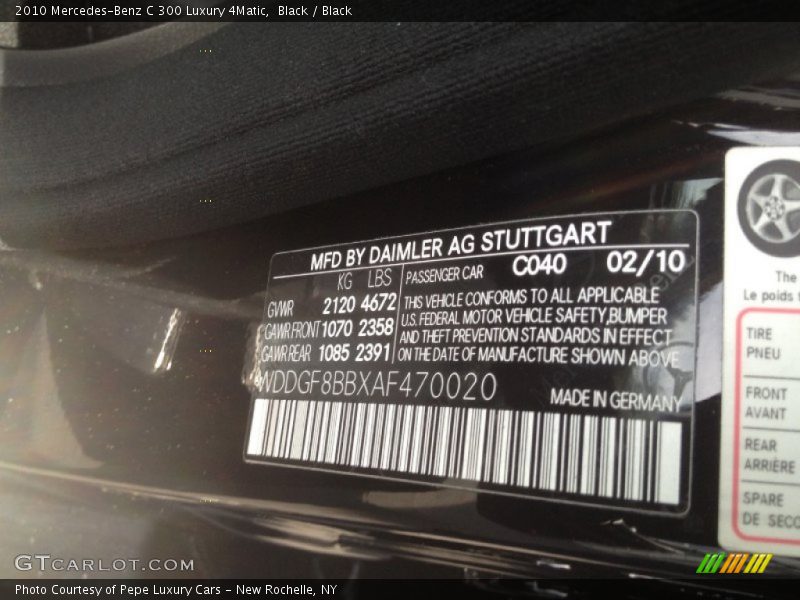 2010 Mercedes-Benz C 300 Luxury 4Matic,  Black / Black
MFD BY DAIMLER AG STUTTGART
KG LBS PASSENGER CAR C040 02/10
GVWR 2120 4672
GAWR FRONT 1070 2358
GAWR REAR 1085 2391
THIS VEHICLE CONFORMS TO ALL APPLICABLE
U.S. FEDERAL MOTOR VEHICLE SAFETY,BUMPER
AND THEFT PREVENTION STANDARDS IN EFFECT
ON THE DATE OF MANUFACTURE SHOWN ABOVE
WDDGF8BBXAF470020
MADE IN GERMANY
The
Le poids
TIRE
PNEU
FRONT
AVANT
REAR
ARRIÈRE
SPARE
DE SECO
GTCARLOT.COM
Photo Courtesy of Pepe Luxury Cars - New Rochelle, NY